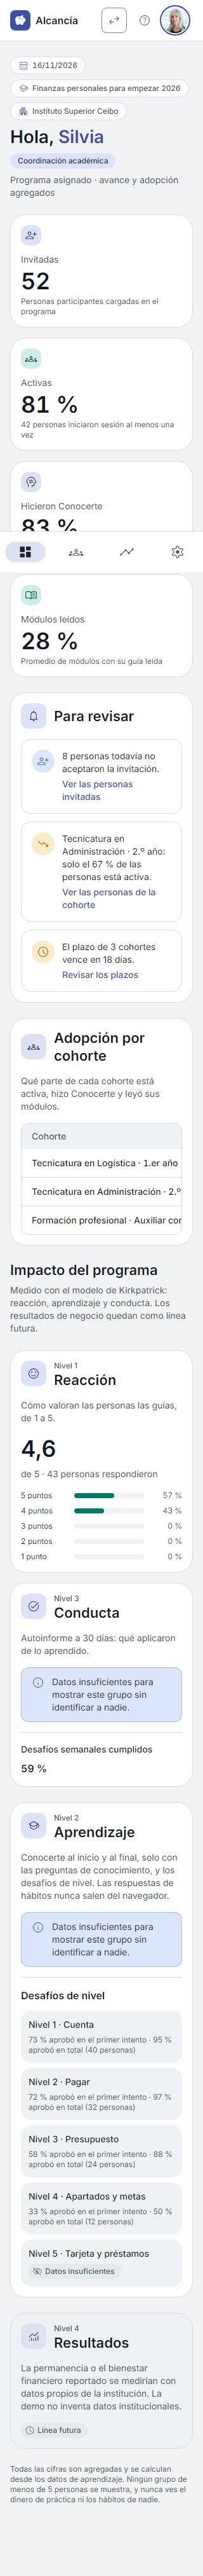 Alcancía
16/11/2026
Finanzas personales para empezar 2026
Instituto Superior Ceibo
Hola, Silvia
Coordinación académica
Programa asignado · avance y adopción
agregados
Invitadas
52
Personas participantes cargadas en el
programa
Activas
81 %
42 personas iniciaron sesión al menos una
vez
Hicieron Conocerte
83 %
Módulos leídos
28 %
Promedio de módulos con su guía leída
Para revisar
8 personas todavía no
aceptaron la invitación.
Ver las personas
invitadas
Tecnicatura en
Administración · 2.º año:
solo el 67 % de las
personas está activa.
Ver las personas de la
cohorte
El plazo de 3 cohortes
vence en 18 días.
Revisar los plazos
Adopción por
cohorte
Qué parte de cada cohorte está
activa, hizo Conocerte y leyó sus
módulos.
Cohorte
Tecnicatura en Logística · 1.er año
Tecnicatura en Administración · 2.º
Formación profesional · Auxiliar con
Impacto del programa
Medido con el modelo de Kirkpatrick:
reacción, aprendizaje y conducta. Los
resultados de negocio quedan como línea
futura.
Nivel 1
Reacción
Cómo valoran las personas las guías,
de 1 a 5.
4,6
de 5 · 43 personas respondieron
5 puntos 57 %
4 puntos 43 %
3 puntos 0 %
2 puntos 0 %
1 punto 0 %
Nivel 3
Conducta
Autoinforme a 30 días: qué aplicaron
de lo aprendido.
Datos insuficientes para
mostrar este grupo sin
identificar a nadie.
Desafíos semanales cumplidos
59 %
Nivel 2
Aprendizaje
Conocerte al inicio y al final, solo con
las preguntas de conocimiento, y los
desafíos de nivel. Las respuestas de
hábitos nunca salen del navegador.
Datos insuficientes para
mostrar este grupo sin
identificar a nadie.
Desafíos de nivel
Nivel 1 · Cuenta
73 % aprobó en el primer intento · 95 %
aprobó en total (40 personas)
Nivel 2 · Pagar
72 % aprobó en el primer intento · 97 %
aprobó en total (32 personas)
Nivel 3 · Presupuesto
58 % aprobó en el primer intento · 88 %
aprobó en total (24 personas)
Nivel 4 · Apartados y metas
33 % aprobó en el primer intento · 50 %
aprobó en total (12 personas)
Nivel 5 · Tarjeta y préstamos
Datos insuficientes
Nivel 4
Resultados
La permanencia o el bienestar
financiero reportado se medirían con
datos propios de la institución. La
demo no inventa datos institucionales.
Línea futura
Todas las cifras son agregadas y se calculan
desde los datos de aprendizaje. Ningún grupo de
menos de 5 personas se muestra, y nunca ves el
dinero de práctica ni los hábitos de nadie.